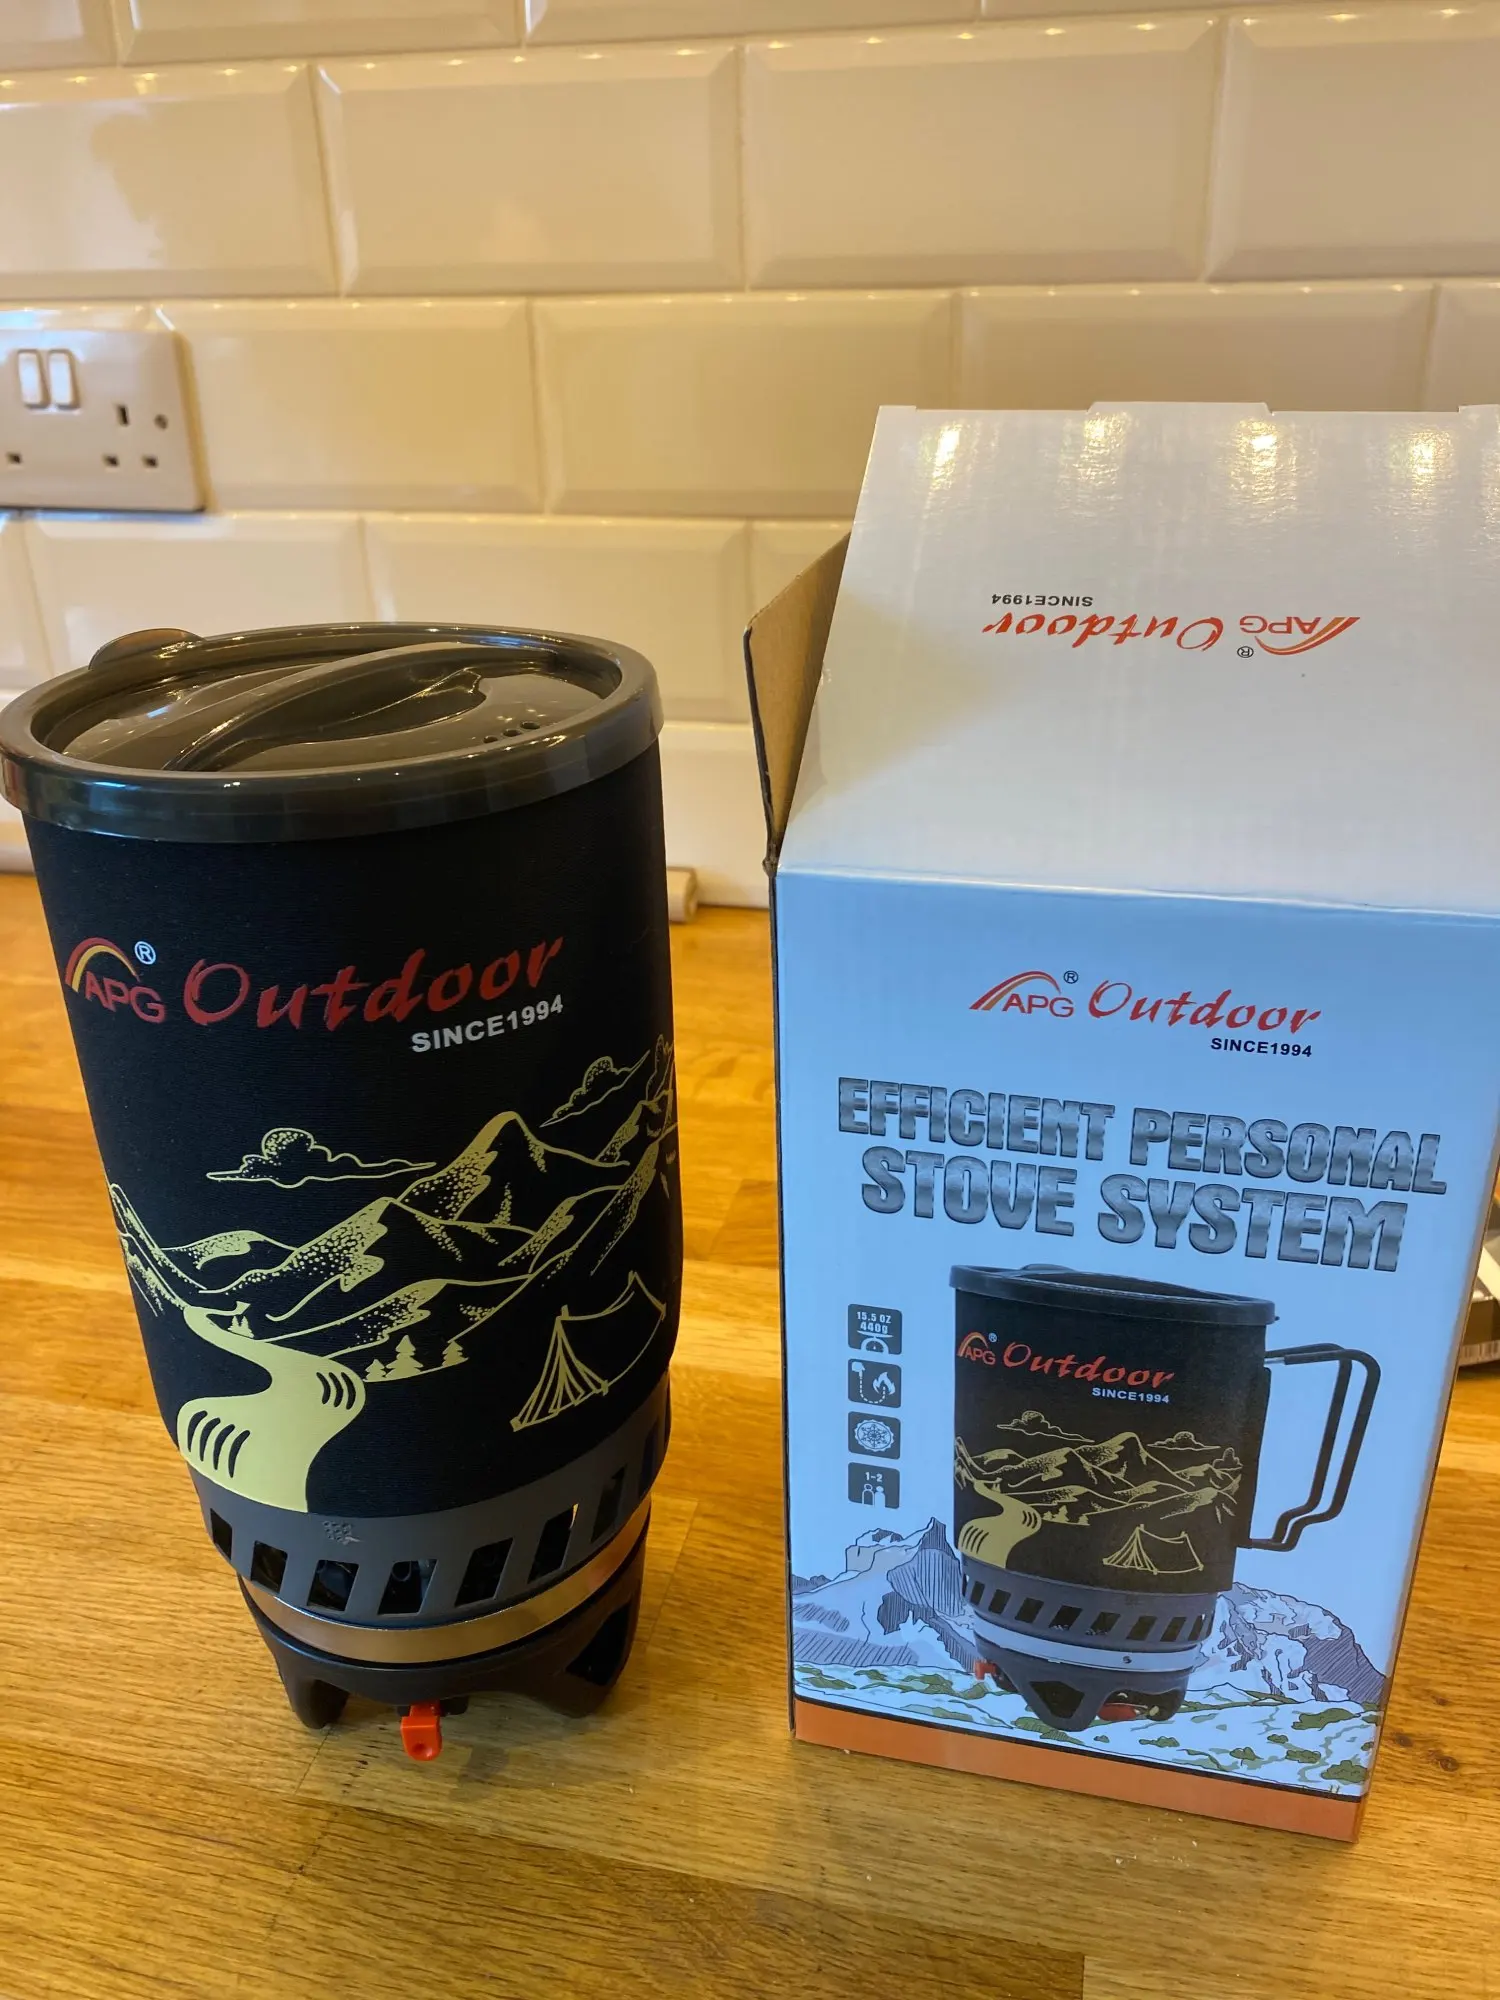 APG® Outdoor
SINCE1994
APG® Outdoor
SINCE1994
APG® Outdoor
SINCE1994
EFFICIENT PERSONAL
STOVE SYSTEM
15.5 OZ
440g
1-2
APG® Outdoor
SINCE1994